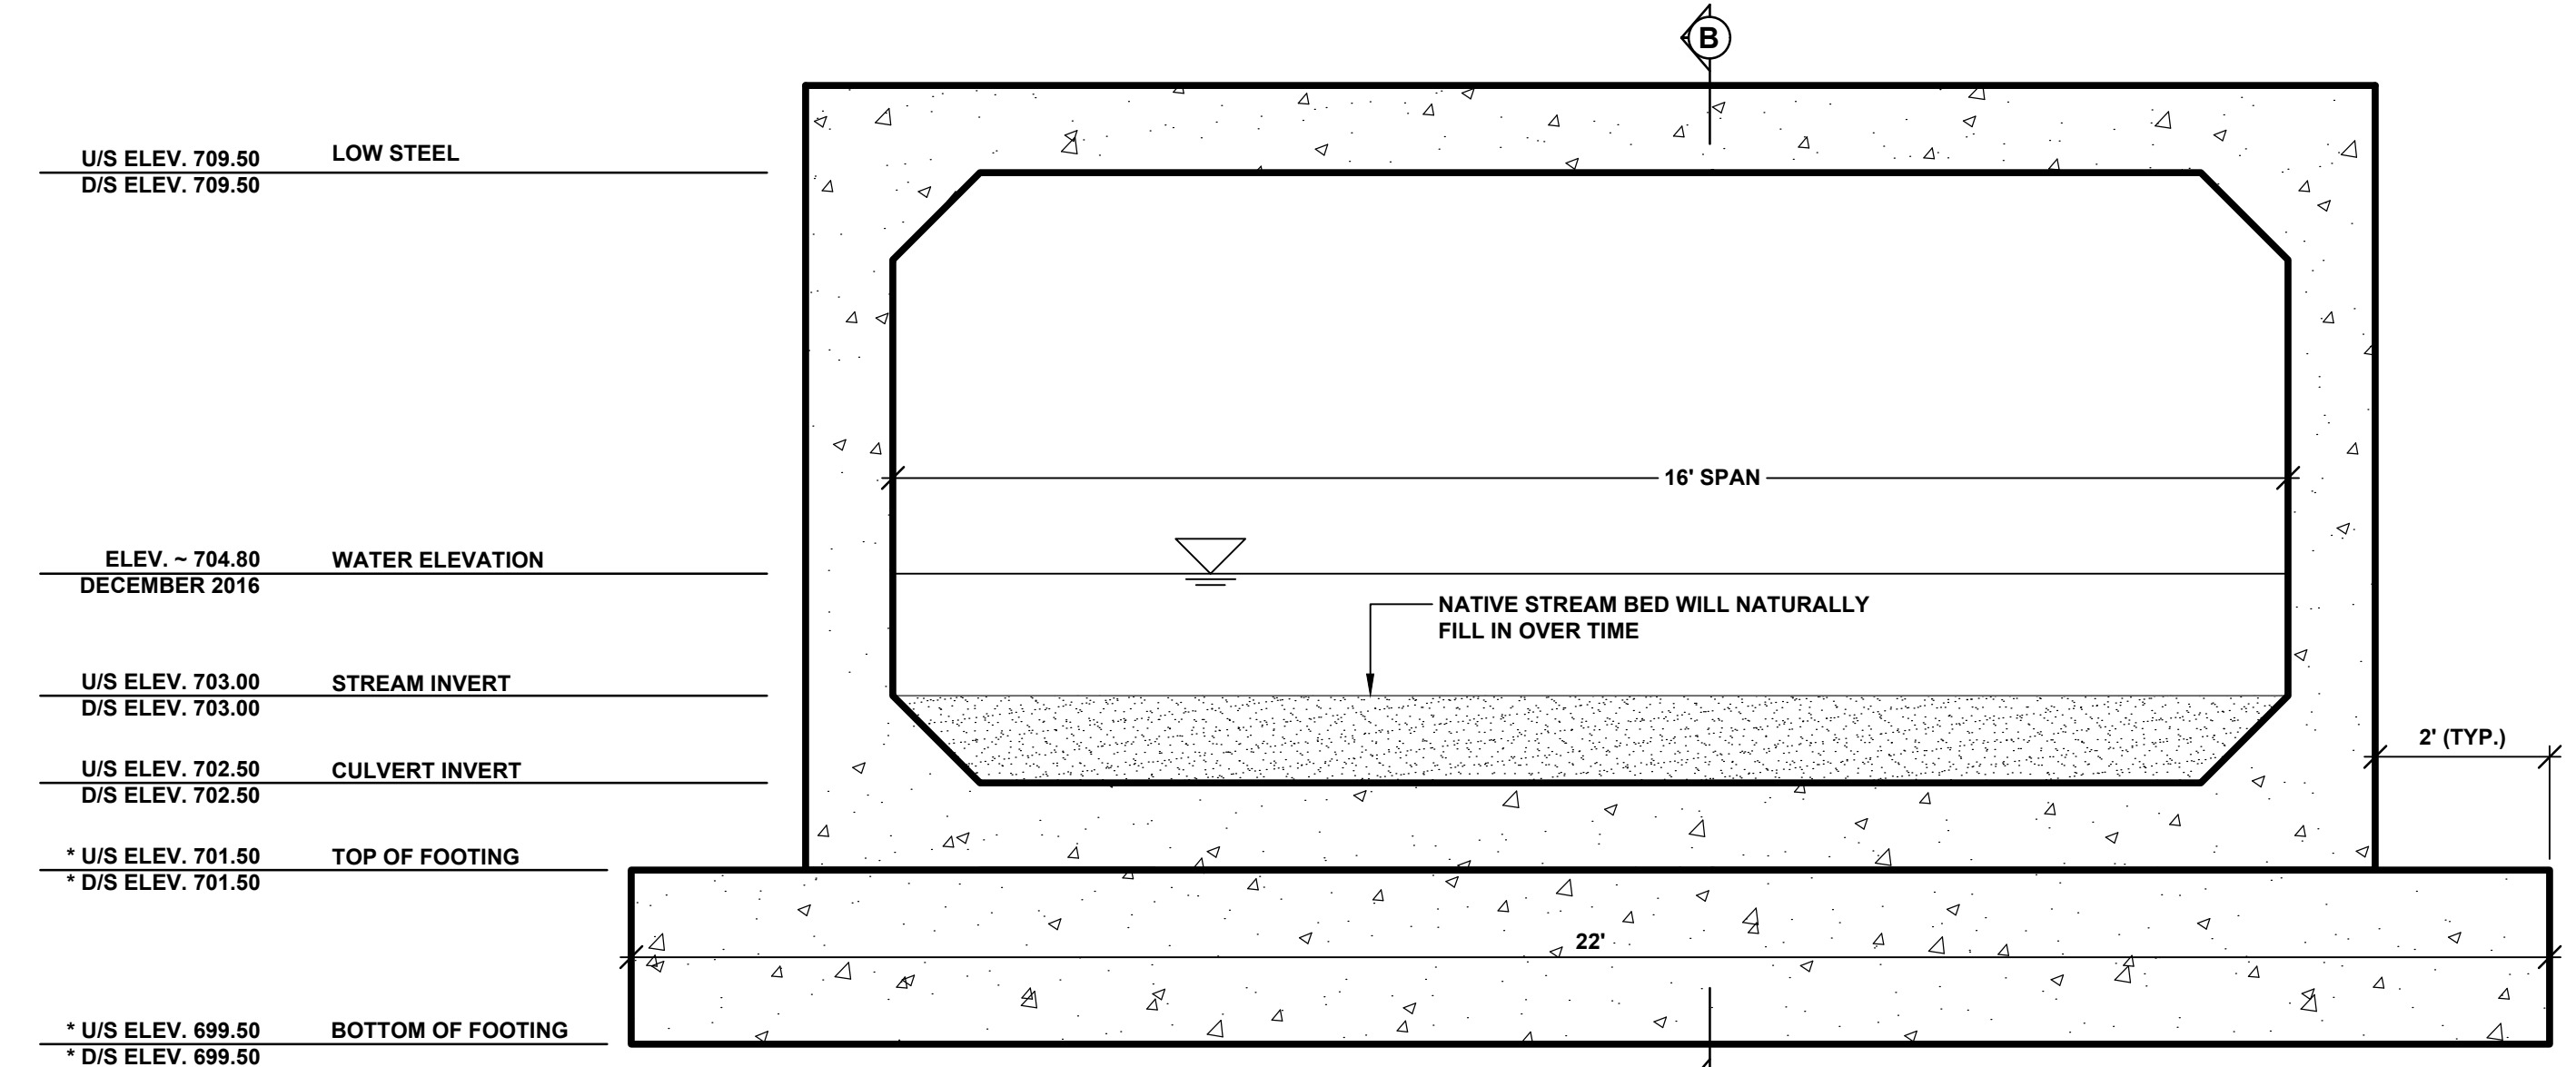 B
U/S ELEV. 709.50 LOW STEEL
D/S ELEV. 709.50
16' SPAN
ELEV. ~ 704.80 WATER ELEVATION
DECEMBER 2016
NATIVE STREAM BED WILL NATURALLY
FILL IN OVER TIME
U/S ELEV. 703.00 STREAM INVERT
D/S ELEV. 703.00
2' (TYP.)
U/S ELEV. 702.50 CULVERT INVERT
D/S ELEV. 702.50
* U/S ELEV. 701.50 TOP OF FOOTING
* D/S ELEV. 701.50
22'
* U/S ELEV. 699.50 BOTTOM OF FOOTING
* D/S ELEV. 699.50